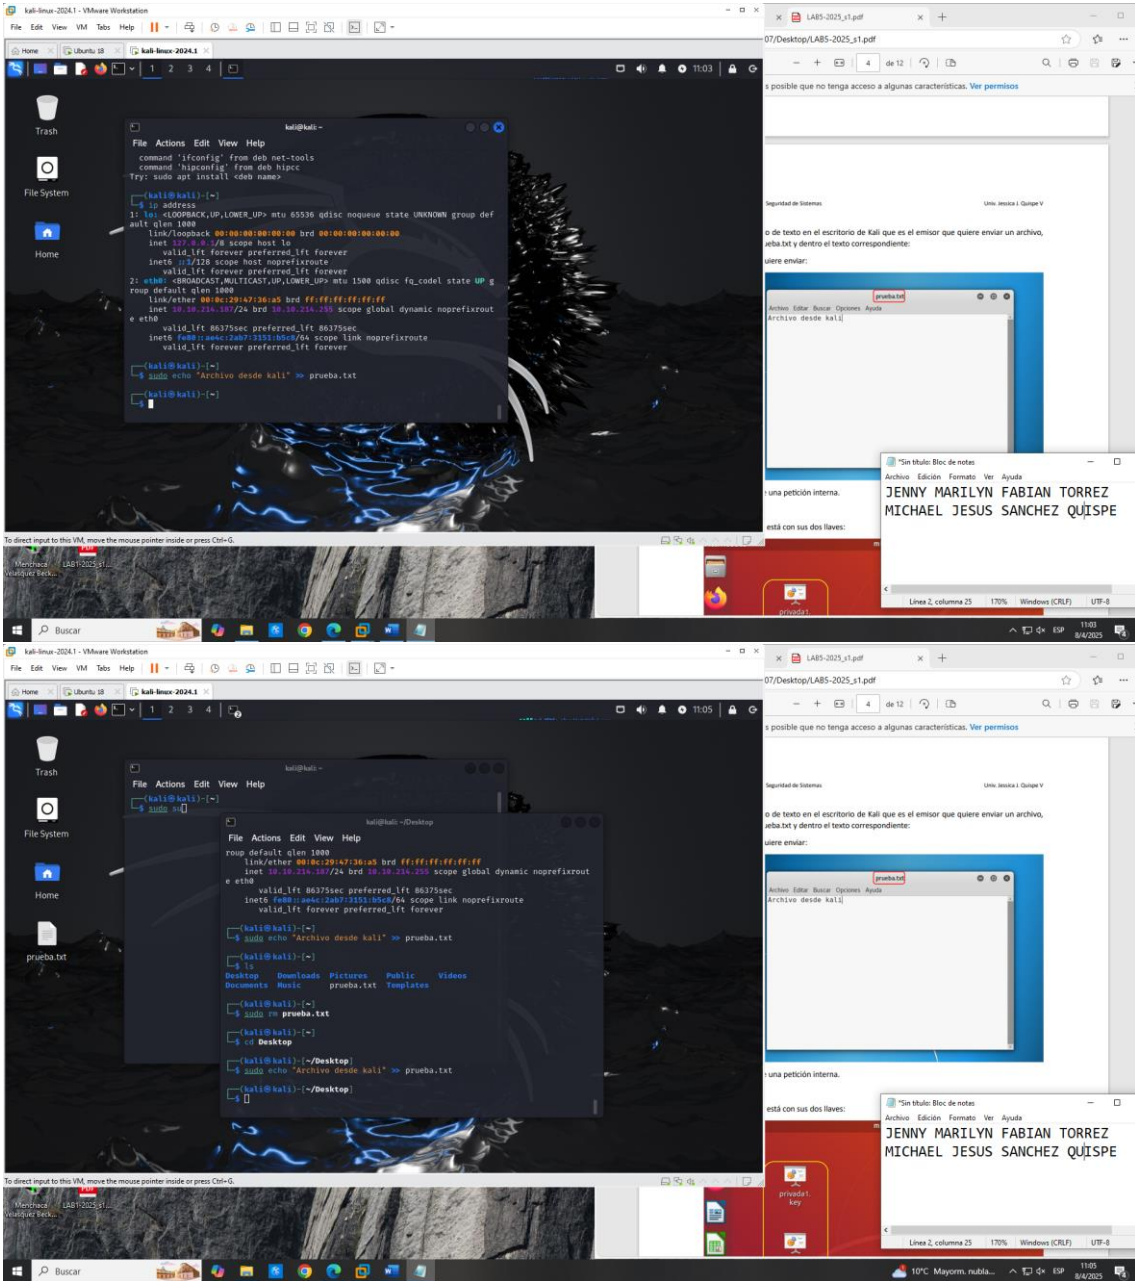 kali-linux-2024.1 - VMware Workstation
File Edit View VM Tabs Help
Home Ubuntu 18 kali-linux-2024.1
1 2 3 4 11:03
Trash
File System
Home
kali@kali: ~
File Actions Edit View Help
command 'ifconfig' from deb net-tools
command 'hipconfig' from deb hipcc
Try: sudo apt install <deb name>
(kali㉿kali)-[~]
$ ip address
1: lo: <LOOPBACK,UP,LOWER_UP> mtu 65536 qdisc noqueue state UNKNOWN group def
ault qlen 1000
link/loopback 00:00:00:00:00:00 brd 00:00:00:00:00:00
inet 127.0.0.1/8 scope host lo
valid_lft forever preferred_lft forever
inet6 ::1/128 scope host noprefixroute
valid_lft forever preferred_lft forever
2: eth0: <BROADCAST,MULTICAST,UP,LOWER_UP> mtu 1500 qdisc fq_codel state UP g
roup default qlen 1000
link/ether 00:0c:29:47:36:a5 brd ff:ff:ff:ff:ff:ff
inet 10.10.214.187/24 brd 10.10.214.255 scope global dynamic noprefixrout
e eth0
valid_lft 86375sec preferred_lft 86375sec
inet6 fe80::ae4c:2ab7:3151:b5c8/64 scope link noprefixroute
valid_lft forever preferred_lft forever
(kali㉿kali)-[~]
$ sudo echo "Archivo desde kali" >> prueba.txt
(kali㉿kali)-[~]
$
To direct input to this VM, move the mouse pointer inside or press Ctrl+G.
LAB5-2025_s1.pdf
07/Desktop/LAB5-2025_s1.pdf
4 de 12
s posible que no tenga acceso a algunas características. Ver permisos
Seguridad de Sistemas Univ. Jessica J. Quispe V
o de texto en el escritorio de Kali que es el emisor que quiere enviar un archivo,
ueba.txt y dentro el texto correspondiente:
uiere enviar:
prueba.txt
Archivo Editar Buscar Opciones Ayuda
Archivo desde kali
una petición interna.
está con sus dos llaves:
*Sin título: Bloc de notas
Archivo Edición Formato Ver Ayuda
JENNY MARILYN FABIAN TORREZ
MICHAEL JESUS SANCHEZ QUISPE
Línea 2, columna 25 170% Windows (CRLF) UTF-8
privada1.
Menchaca
Velasquez Beck...
LAB1-2025_s1...
Buscar
ESP 11:03
8/4/2025
kali-linux-2024.1 - VMware Workstation
File Edit View VM Tabs Help
Home Ubuntu 18 kali-linux-2024.1
1 2 3 4 11:05
Trash
File System
Home
prueba.txt
kali@kali: ~
File Actions Edit View Help
(kali㉿kali)-[~]
$ sudo su
kali@kali: ~/Desktop
File Actions Edit View Help
roup default qlen 1000
link/ether 00:0c:29:47:36:a5 brd ff:ff:ff:ff:ff:ff
inet 10.10.214.187/24 brd 10.10.214.255 scope global dynamic noprefixrout
e eth0
valid_lft 86375sec preferred_lft 86375sec
inet6 fe80::ae4c:2ab7:3151:b5c8/64 scope link noprefixroute
valid_lft forever preferred_lft forever
(kali㉿kali)-[~]
$ sudo echo "Archivo desde kali" >> prueba.txt
(kali㉿kali)-[~]
$ ls
Desktop Downloads Pictures Public Videos
Documents Music prueba.txt Templates
(kali㉿kali)-[~]
$ sudo rm prueba.txt
(kali㉿kali)-[~]
$ cd Desktop
(kali㉿kali)-[~/Desktop]
$ sudo echo "Archivo desde kali" >> prueba.txt
(kali㉿kali)-[~/Desktop]
$
To direct input to this VM, move the mouse pointer inside or press Ctrl+G.
LAB5-2025_s1.pdf
07/Desktop/LAB5-2025_s1.pdf
4 de 12
s posible que no tenga acceso a algunas características. Ver permisos
Seguridad de Sistemas Univ. Jessica J. Quispe V
o de texto en el escritorio de Kali que es el emisor que quiere enviar un archivo,
ueba.txt y dentro el texto correspondiente:
uiere enviar:
prueba.txt
Archivo Editar Buscar Opciones Ayuda
Archivo desde kali
una petición interna.
está con sus dos llaves:
*Sin título: Bloc de notas
Archivo Edición Formato Ver Ayuda
JENNY MARILYN FABIAN TORREZ
MICHAEL JESUS SANCHEZ QUISPE
Línea 2, columna 25 170% Windows (CRLF) UTF-8
privada1.
key
Menchaca
Velasquez Beck...
LAB1-2025_s1...
Buscar
10°C Mayorm. nubla... ESP 11:05
8/4/2025